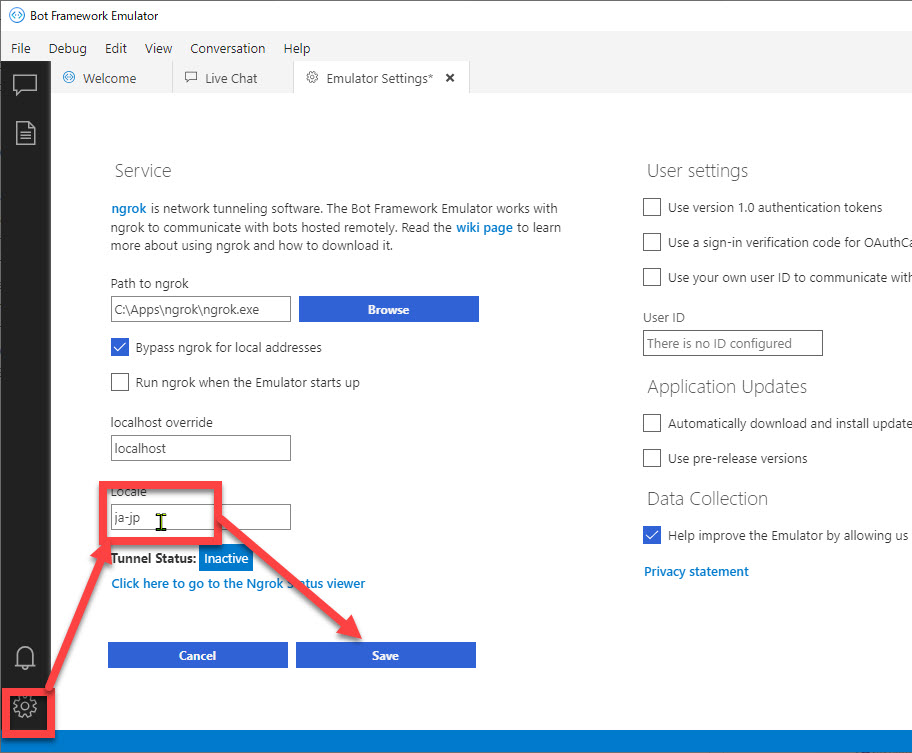 Bot Framework Emulator
File Debug Edit View Conversation Help
Welcome Live Chat Emulator Settings*
Service
ngrok is network tunneling software. The Bot Framework Emulator works with
ngrok to communicate with bots hosted remotely. Read the wiki page to learn
more about using ngrok and how to download it.
Path to ngrok
C:\Apps\ngrok\ngrok.exe Browse
Bypass ngrok for local addresses
Run ngrok when the Emulator starts up
localhost override
localhost
Locale
ja-jp
Tunnel Status: Inactive
Click here to go to the Ngrok Status viewer
Cancel Save
User settings
Use version 1.0 authentication tokens
Use a sign-in verification code for OAuthCa
Use your own user ID to communicate with
User ID
There is no ID configured
Application Updates
Automatically download and install update
Use pre-release versions
Data Collection
Help improve the Emulator by allowing us
Privacy statement